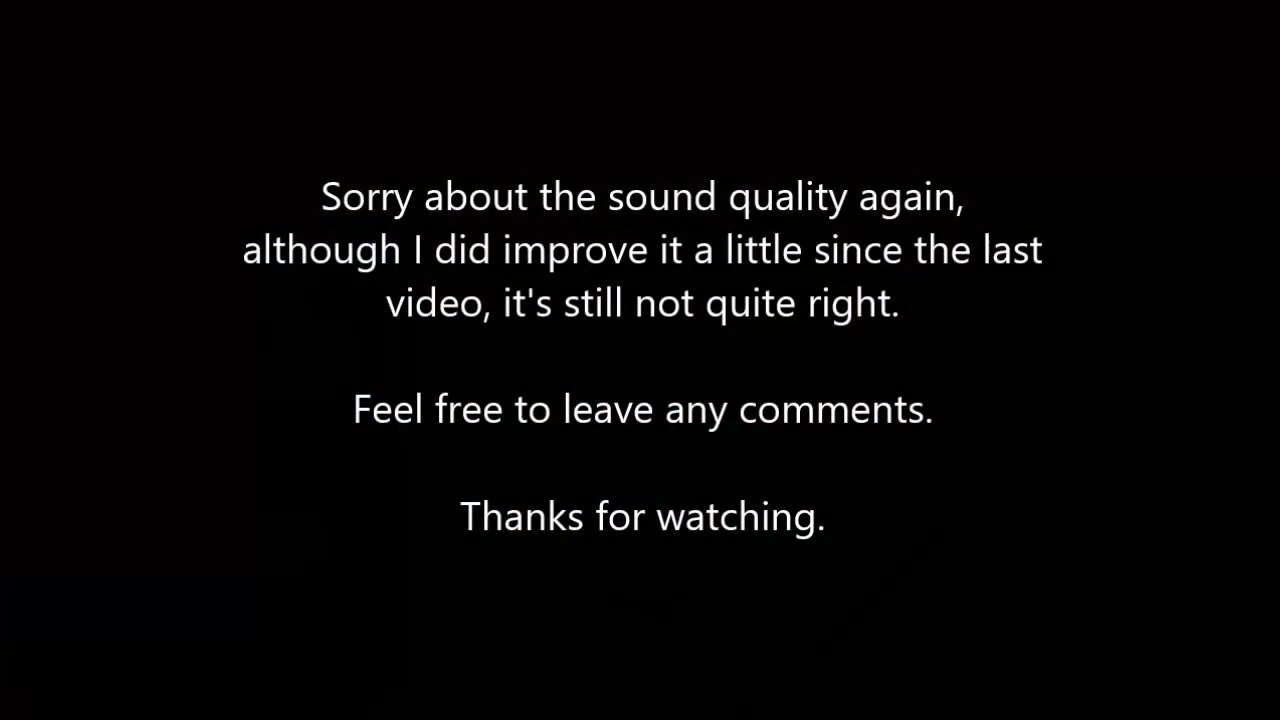 Sorry about the sound quality again,
although I did improve it a little since the last
video, it's still not quite right.
Feel free to leave any comments.
Thanks for watching.